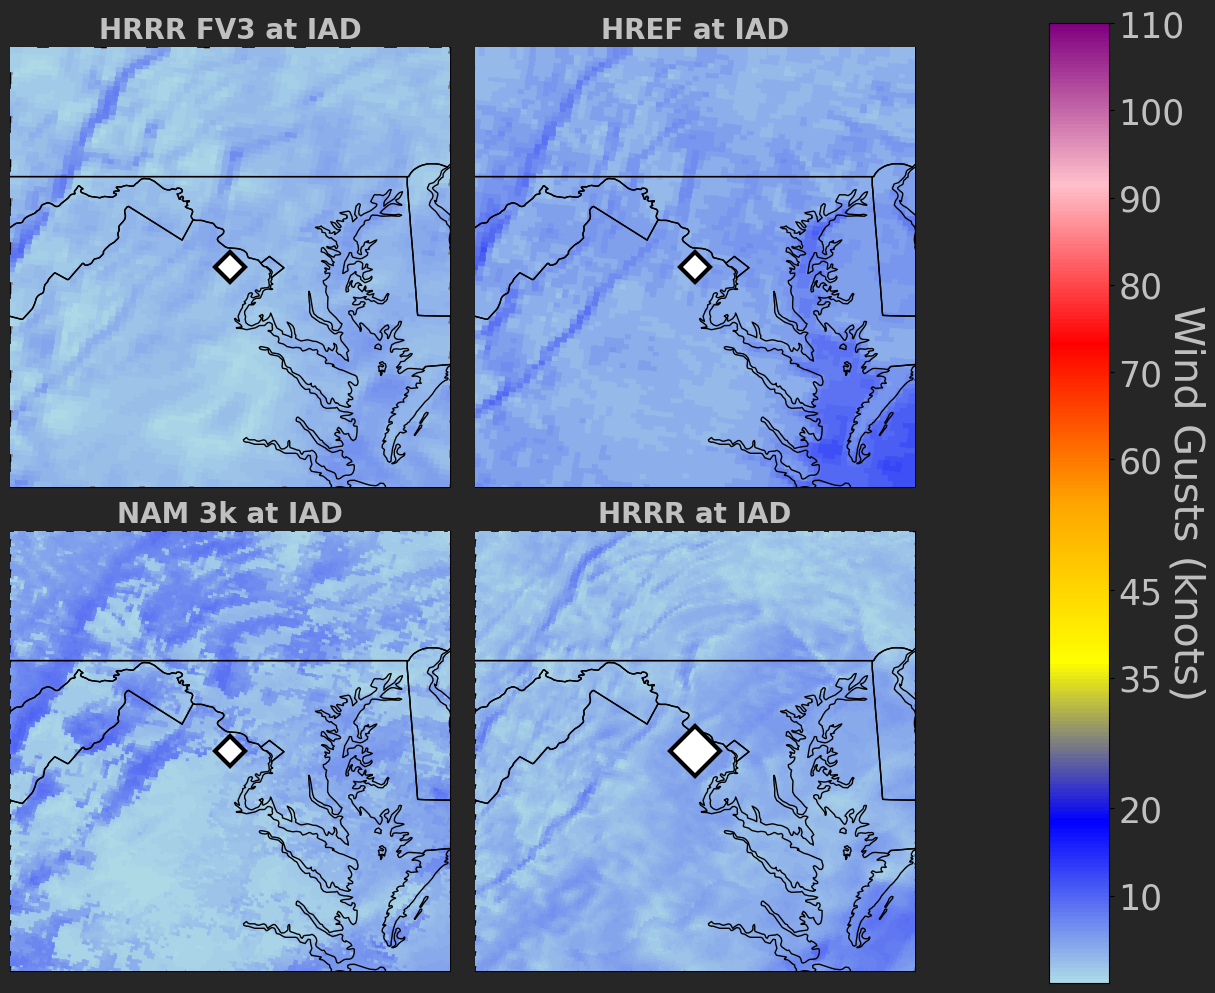 HRRR FV3 at IAD
HREF at IAD
NAM 3k at IAD
HRRR at IAD
110
100
90
80
70
60
45
35
20
10
Wind Gusts (knots)